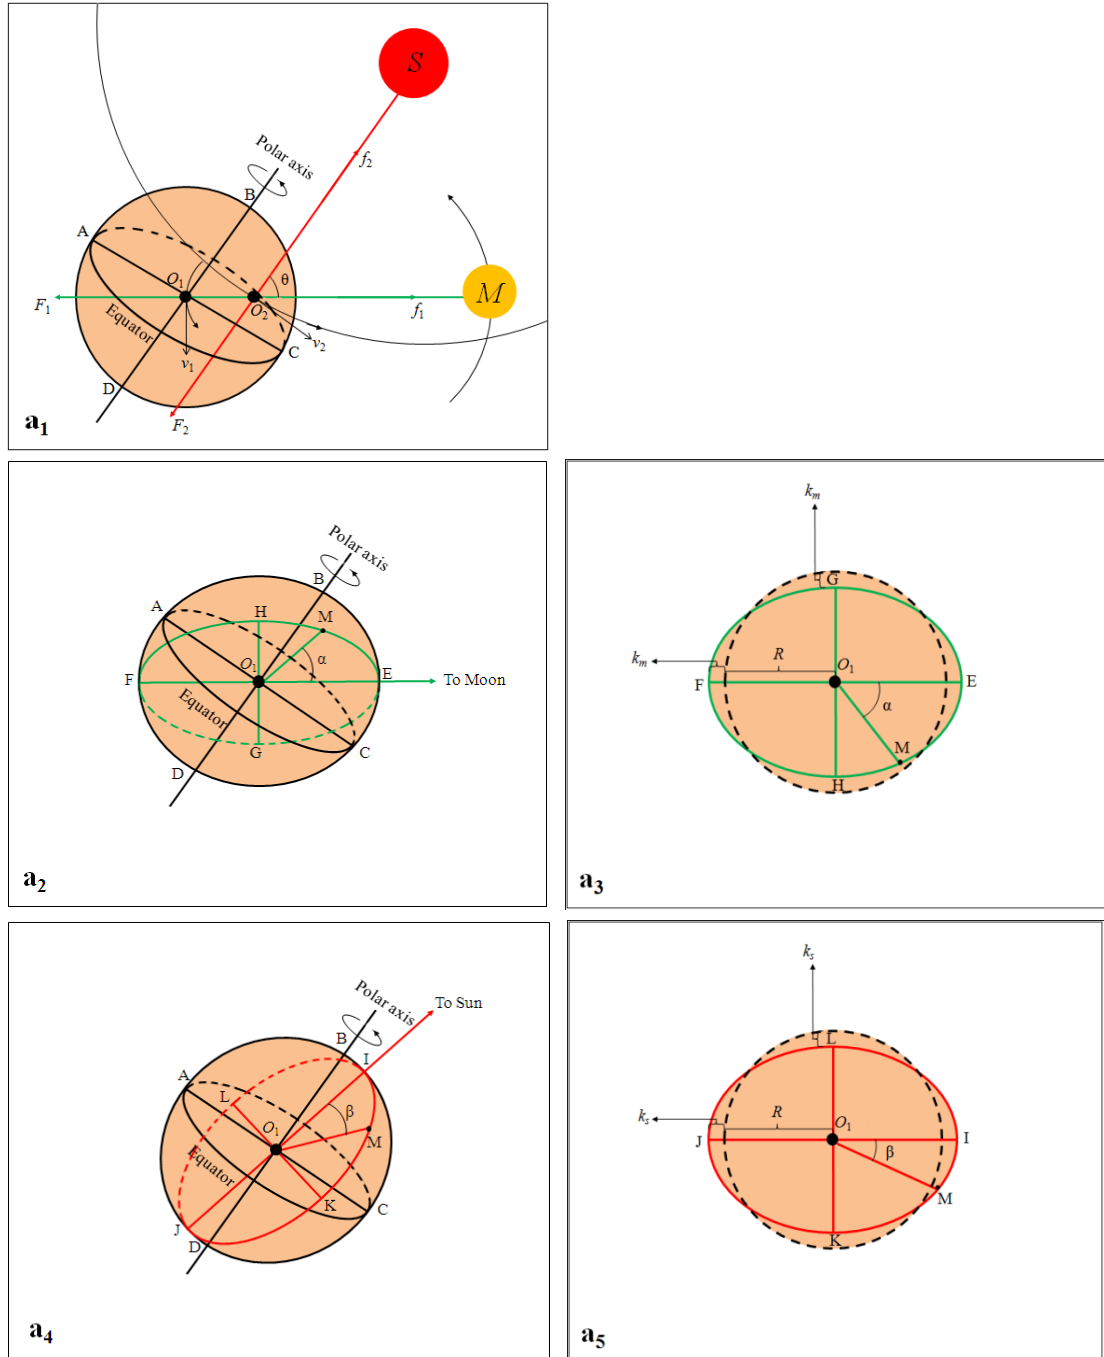 S
f₂
Polar axis
B
A
θ
M
O₁
F₁
O₂
f₁
Equator
v₂
C
v₁
D
F₂
a₁
Polar axis
B
A
H
M
α
O₁
F
E
To Moon
Equator
G
C
D
a₂
kₘ
G
R
kₘ
O₁
F
E
α
M
H
a₃
Polar axis
To Sun
B
I
A
L
β
O₁
M
Equator
K
C
J
D
a₄
kₛ
L
R
kₛ
O₁
J
I
β
M
K
a₅